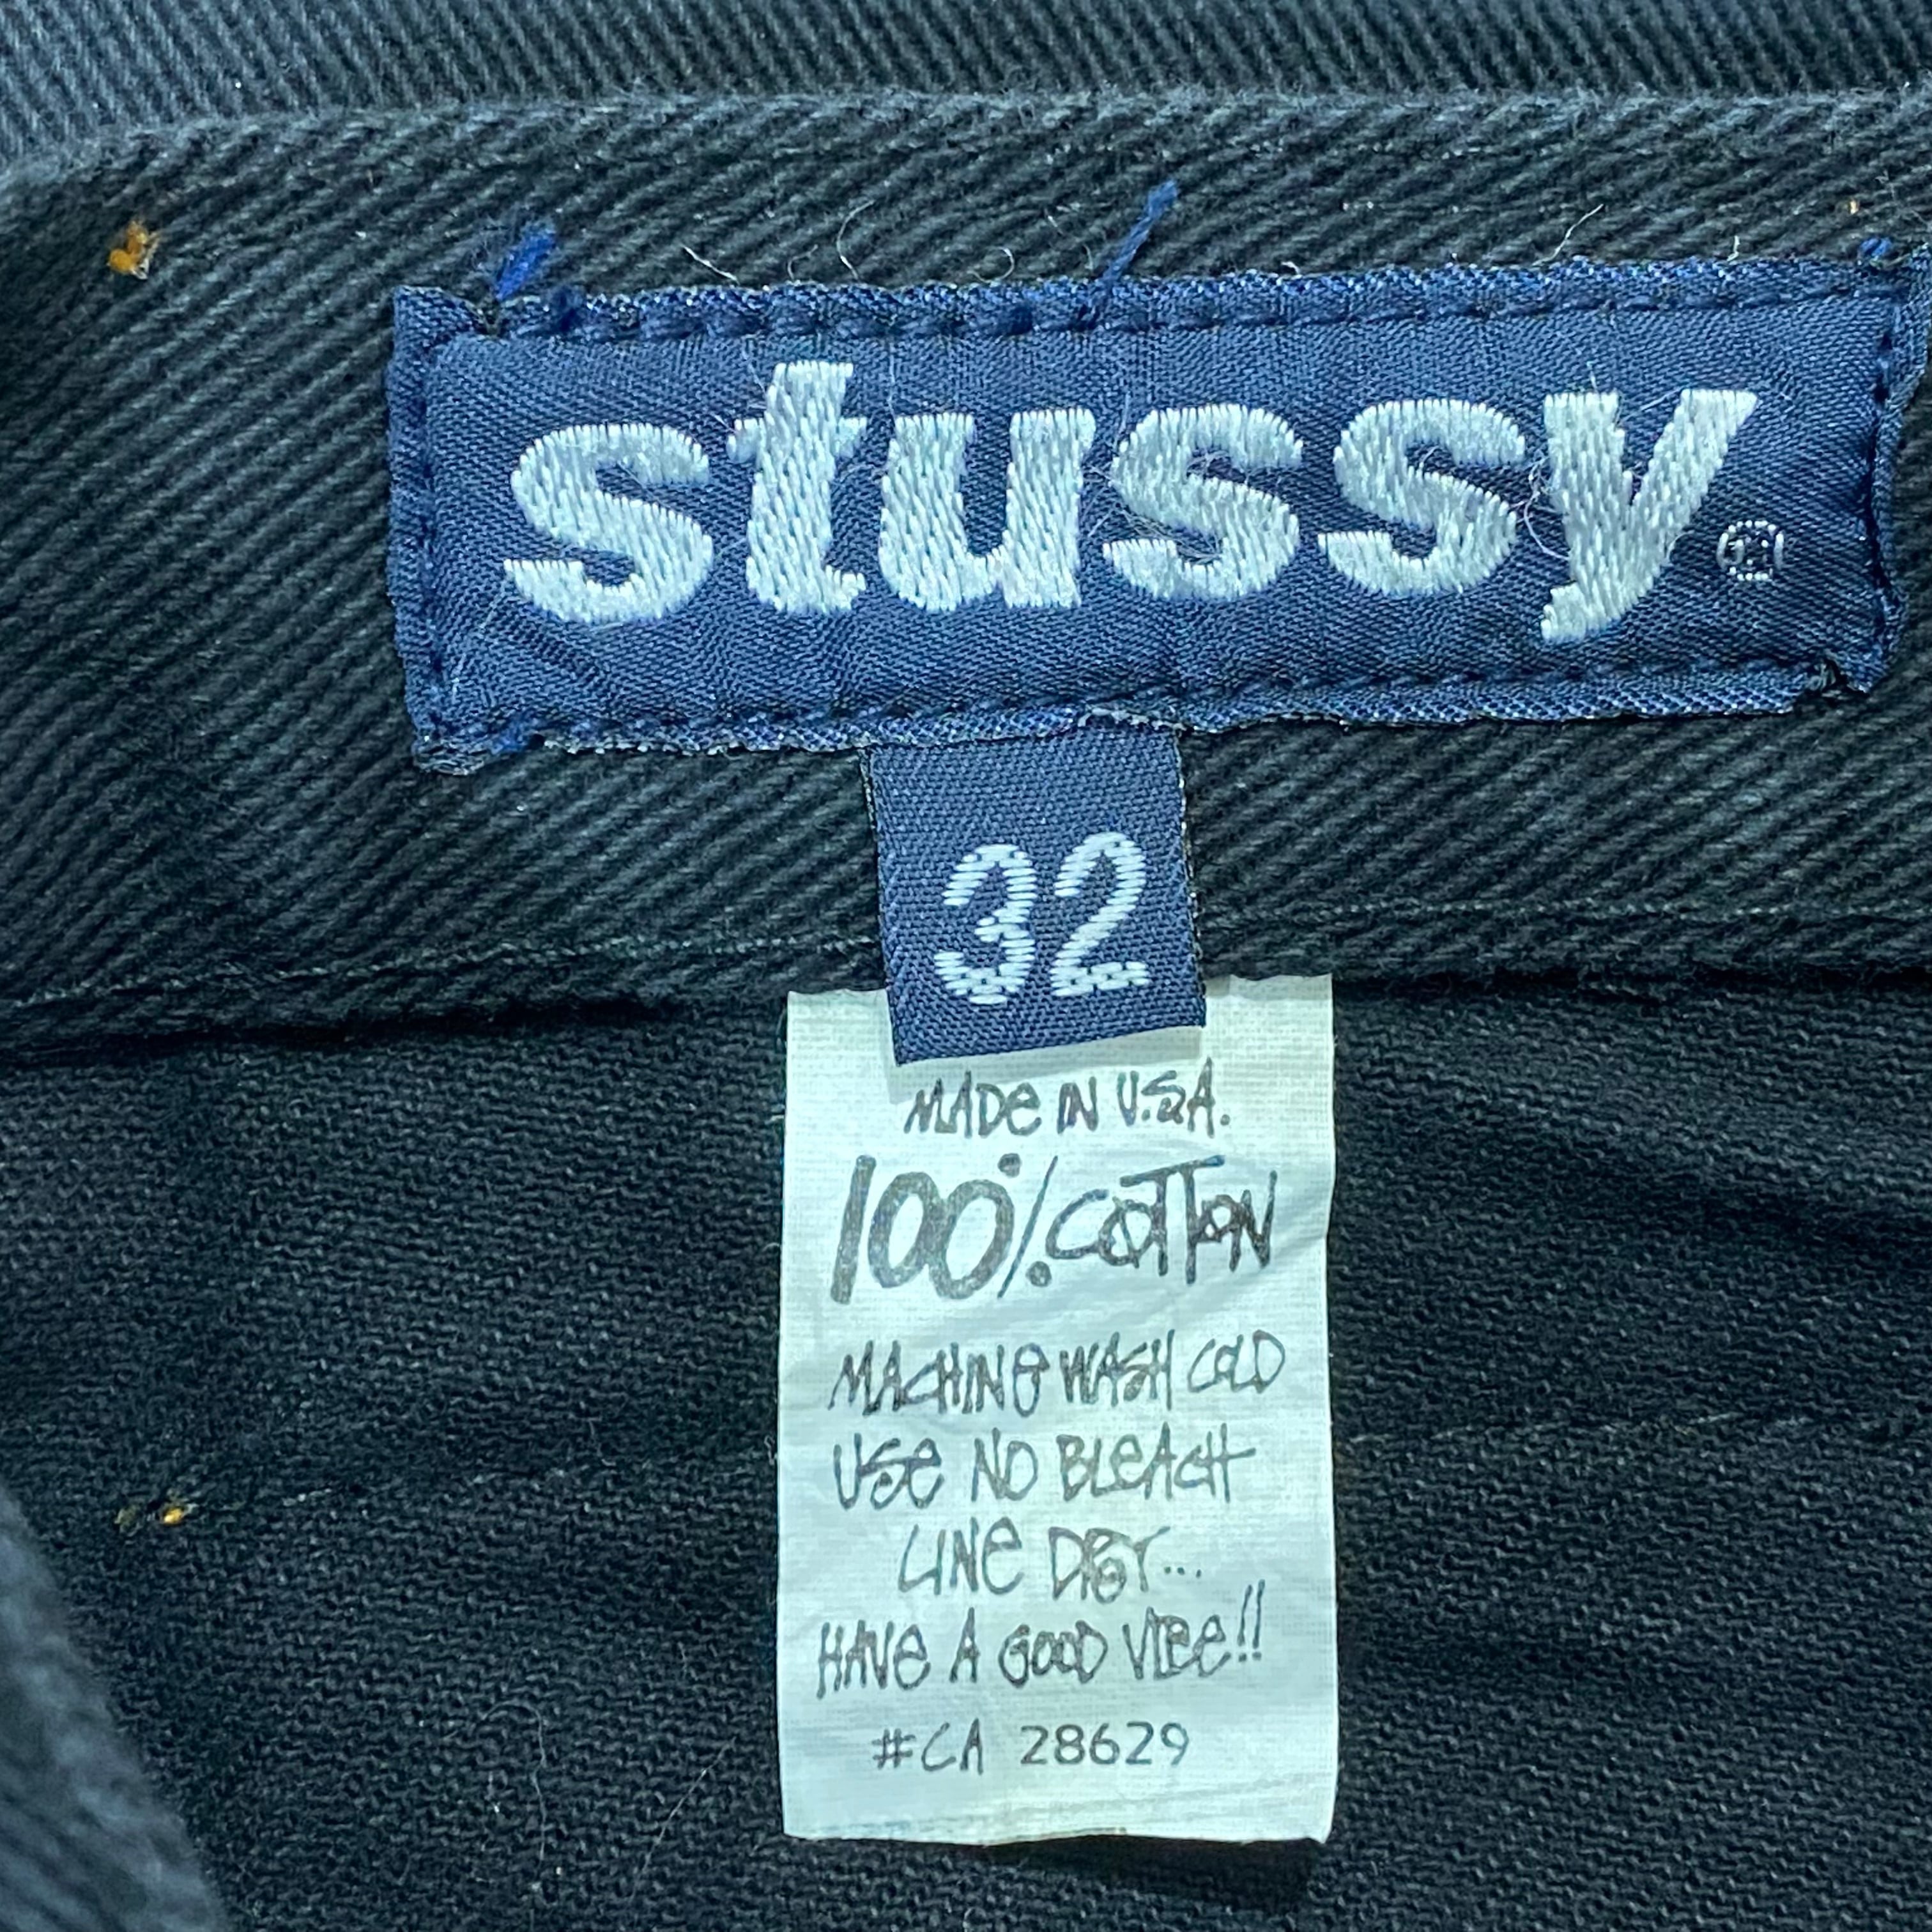 stussy®
32
MADE IN U.S.A.
100% COTTON
MACHINE WASH COLD
USE NO BLEACH
LINE DRY...
HAVE A GOOD VIBE!!
#CA 28629